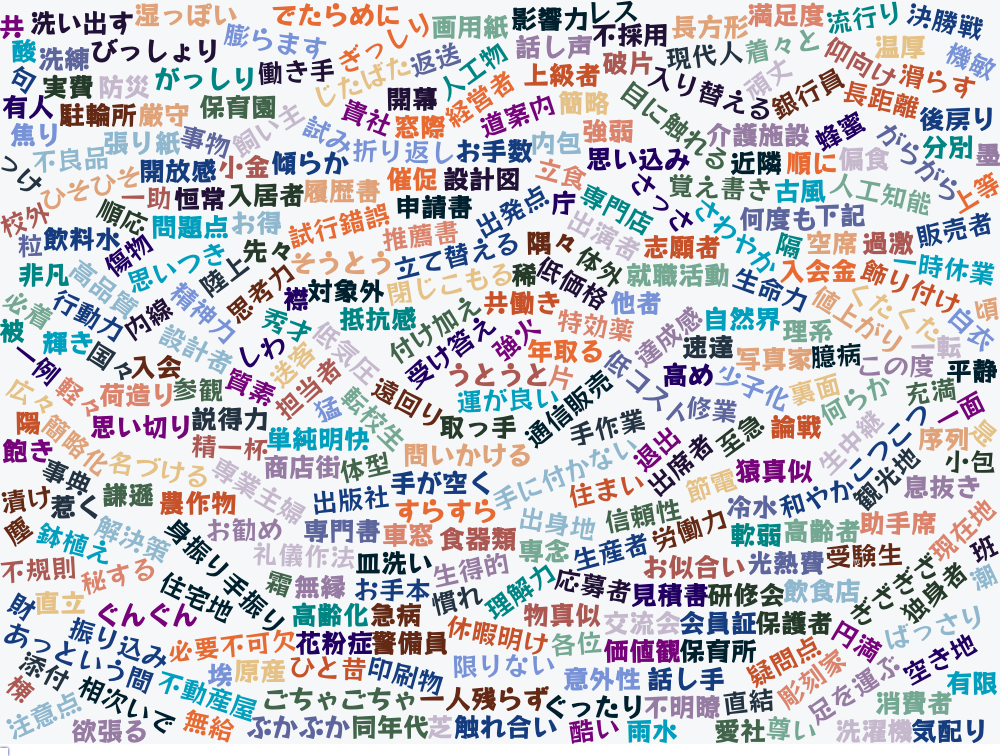 共
洗い出す
湿っぽい
でたらめに
ぎっしり
画用紙
影響力
レス
不採用
長方形
満足度
流行り
決勝戦
酸
洗練
びっしょり
膨らます
じたばた
返送
人工物
話し声
破片
現代人
着々と
仰向け
温厚
機敏
句
実費
防災
がっしり
働き手
開幕
経営者
上級者
入り替える
頑丈
銀行員
長距離
滑らす
有人
駐輪所
厳守
保育園
飼い主
貴社
窓際
道案内
簡略
目に触れる
後戻り
焦り
張り紙
事物
試み
折り返し
お手数
内包
強弱
介護施設
蜂蜜
がらがら
分別
墨
っけ
不良品
開放感
小金
傾らか
思い込み
近隣
順に
偏食
上等
ひそひそ
一助
恒常
入居者
履歴書
催促
設計図
立食
さっさ
覚え書き
古風
人工知能
校外
順応
問題点
お得
試行錯誤
申請書
出発点
庁
専門店
さわやか
何度も
下記
販売者
粒
飲料水
傷物
思いつき
陸上
先々
そうとう
推薦書
立て替える
隅々
出演者
志願者
隔
空席
過激
一時休業
非凡
高品質
精神力
思考力
襟
対象外
閉じこもる
稀
低価格
体外
就職活動
生命力
入会金
飾り付け
頃
必着
行動力
内線
秀才
抵抗感
付け加え
共働き
他者
自然界
値上がり
くたくた
白衣
被
輝き
国々
設計者
しわ
低気圧
受け答え
強火
特効薬
達成感
速達
理系
一転
一例
入会
送客
担当者
年取る
写真家
臆病
この度
平静
広々
軽々
荷造り
参観
質素
猛
転校生
遠回り
うとうと
片
低コスト
高め
少子化
裏面
何らか
充満
陽
簡略化
思い切り
説得力
運が良い
通信販売
修業
一面
飽き
精一杯
単純明快
取っ手
手作業
退出
至急
論戦
生中継
こつこつ
序列
是
事典
名づける
専業主婦
商店街
体型
問いかける
手に付かない
出席者
猿真似
観光地
小包
漬け
惹く
謙遜
農作物
出版社
手が空く
住まい
節電
冷水
和やか
息抜き
塵
鉢植え
解決策
お勧め
専門書
すらすら
出身地
信頼性
労働力
軟弱
高齢者
助手席
現在地
身振り手振り
礼儀作法
車窓
食器類
専念
生産者
お似合い
光熱費
受験生
班
不規則
秘する
住宅地
霜
無縁
皿洗い
お手本
生得的
慣れ
理解力
応募者
見積書
研修会
飲食店
ぎざぎざ
独身者
潮
財
直立
ぐんぐん
高齢化
急病
物真似
交流会
会員証
保護者
円満
ばっさり
あっという間
振り込み
必要不可欠
花粉症
警備員
休暇明け
各位
価値観
保育所
疑問点
空き地
添付
埃
原産
ひと昔
印刷物
限りない
意外性
話し手
彫刻家
足を運ぶ
有限
棟
相次いで
不動産屋
ごちゃごちゃ
一人残らず
ぐったり
不明瞭
直結
消費者
注意点
欲張る
無給
ぶかぶか
同年代
芝
触れ合い
酷い
雨水
愛社
尊い
洗濯機
気配り